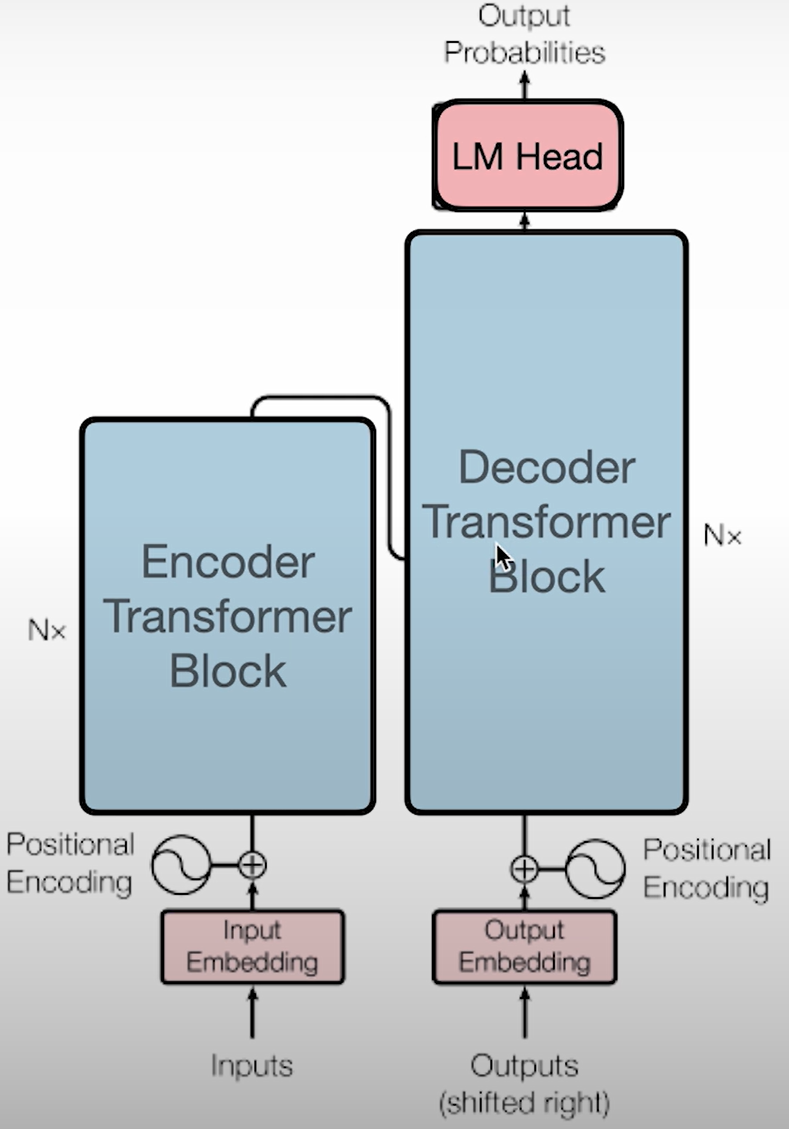 Output
Probabilities
LM Head
Decoder
Transformer
Block
Nx
Encoder
Transformer
Block
Nx
Positional
Encoding
Positional
Encoding
Input
Embedding
Output
Embedding
Inputs
Outputs
(shifted right)